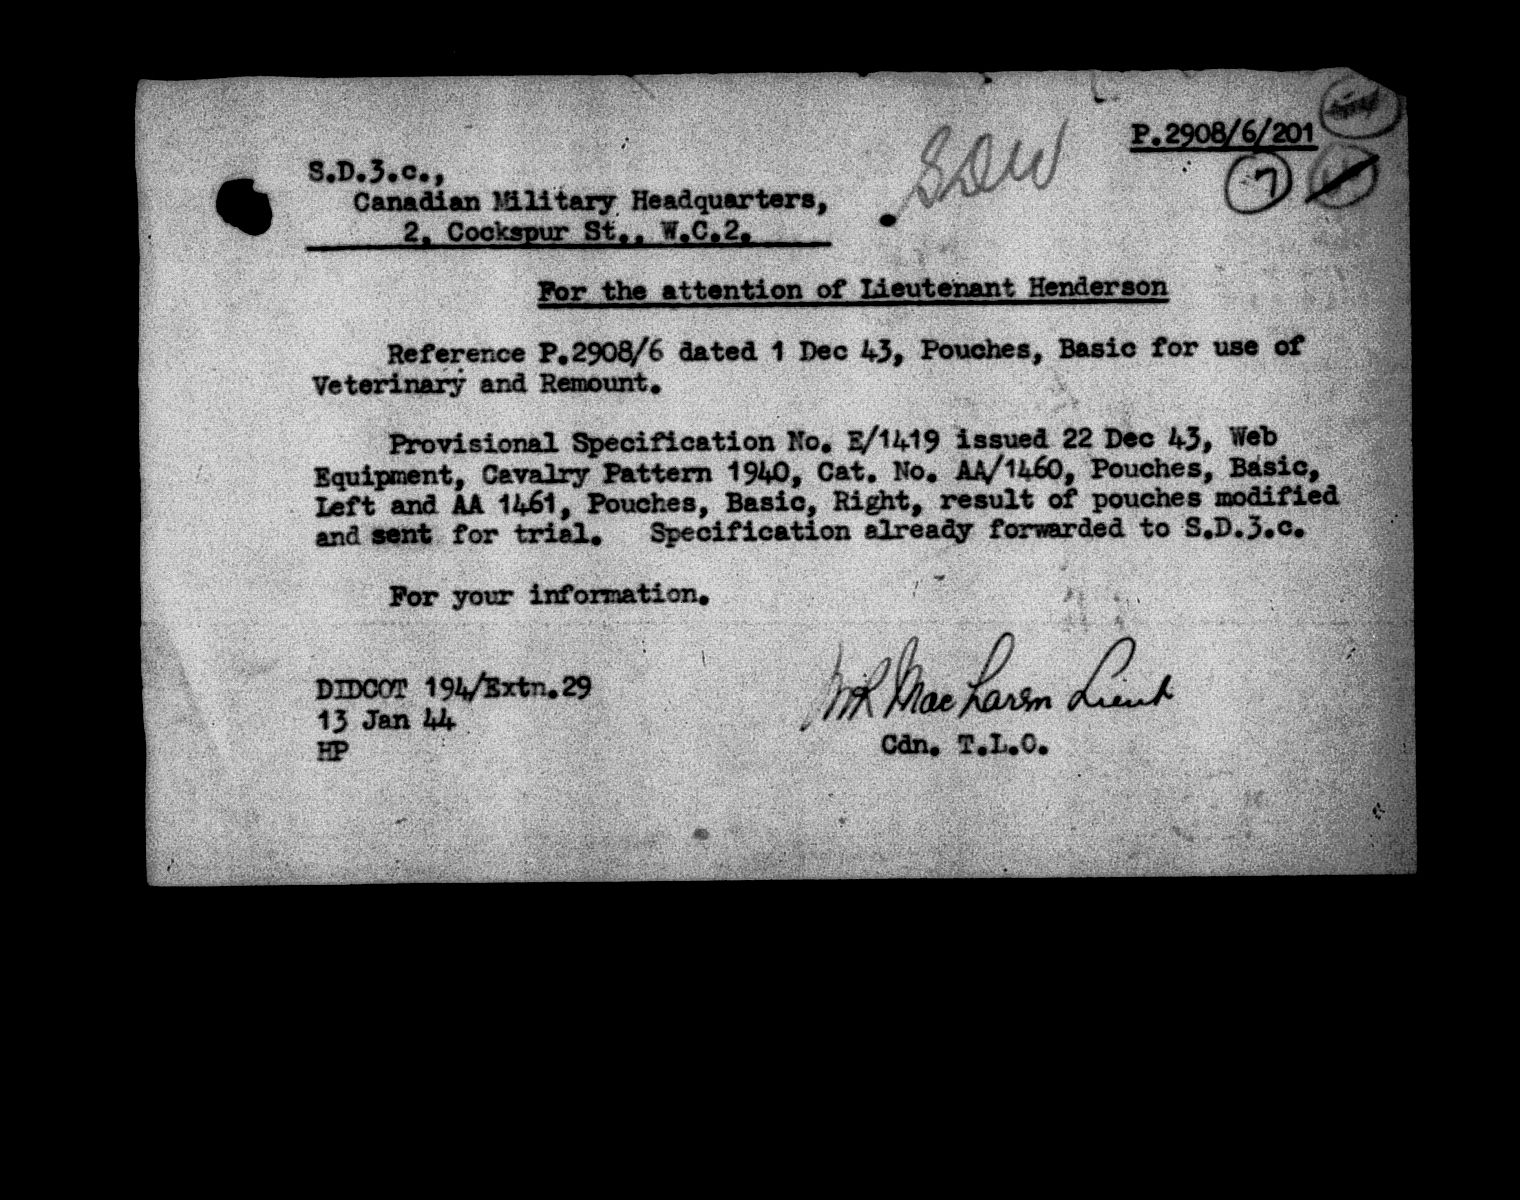 P.2908/6/201
7
S.D.3.c.,
Canadian Military Headquarters,
2, Cockspur St., W.C.2.
For the attention of Lieutenant Henderson
Reference P.2908/6 dated 1 Dec 43, Pouches, Basic for use of
Veterinary and Remount.
Provisional Specification No. E/1419 issued 22 Dec 43, Web
Equipment, Cavalry Pattern 1940, Cat. No. AA/1460, Pouches, Basic,
Left and AA 1461, Pouches, Basic, Right, result of pouches modified
and sent for trial. Specification already forwarded to S.D.3.c.
For your information.
MacLaren Lieut
DIDCOT 194/Extn.29
13 Jan 44
HP
Cdn. T.L.O.